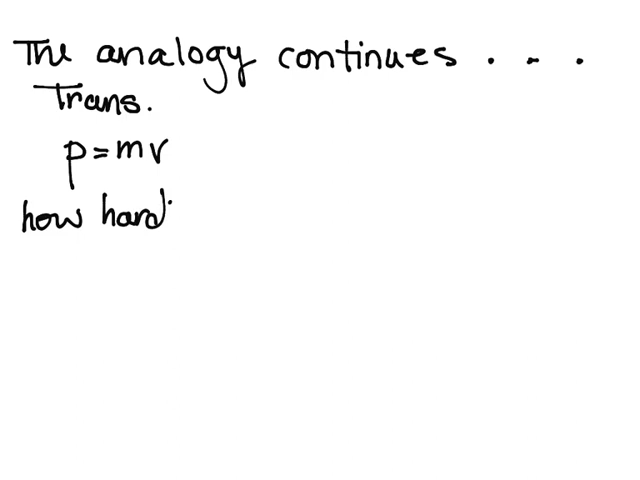 The analogy continues . . .
Trans.
p = mv
how hard